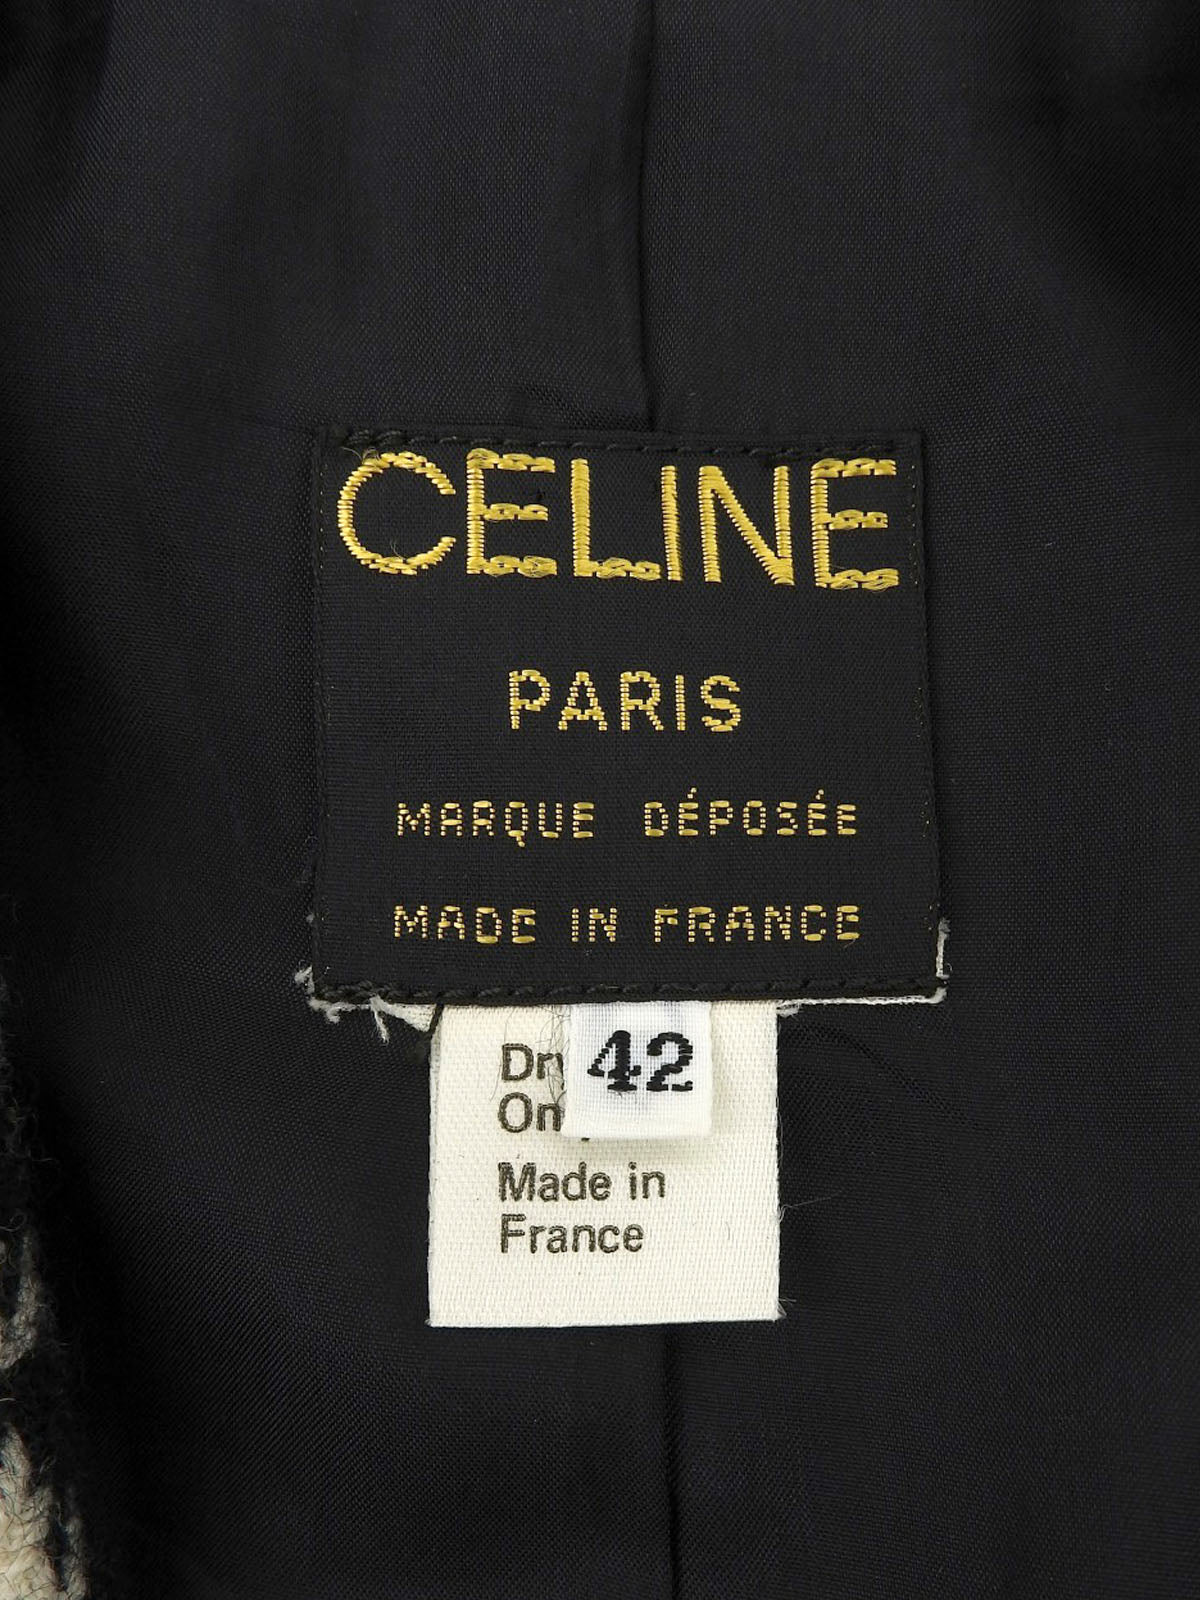 CELINE
PARIS
MARQUE DÉPOSÉE
MADE IN FRANCE
42
Made in
France